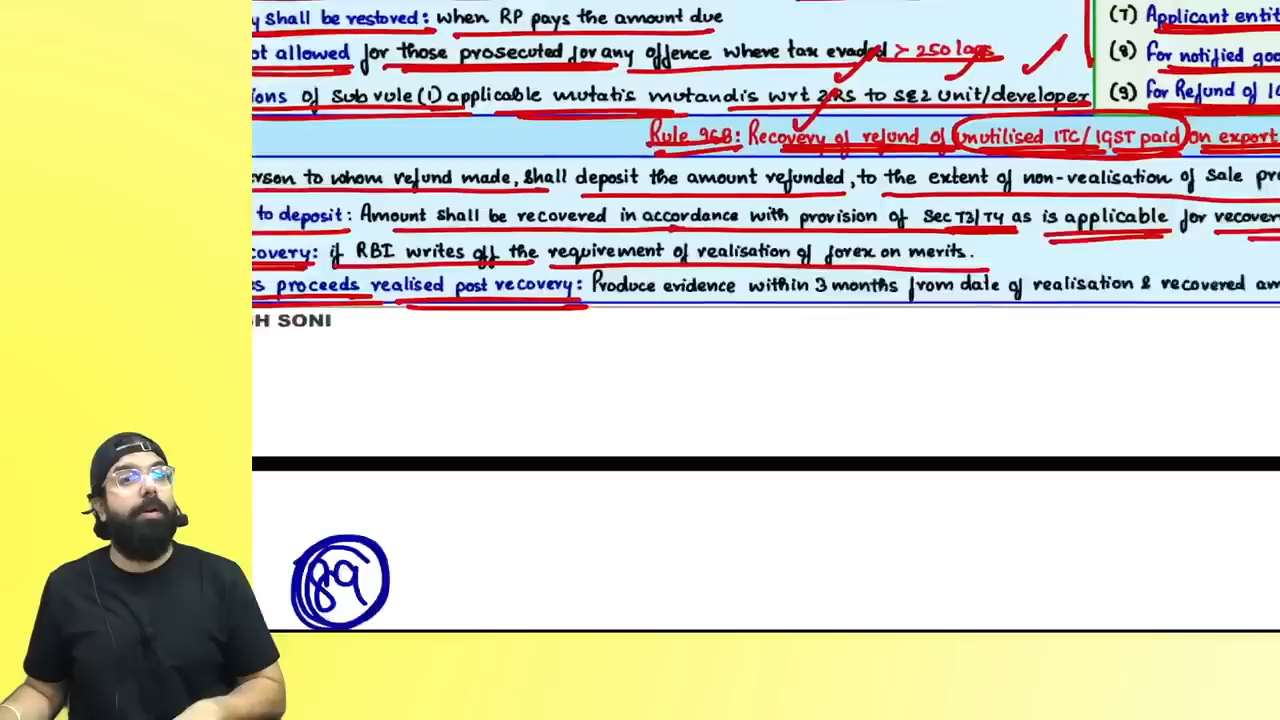 y shall be restored: when RP pays the amount due
ot allowed for those prosecuted for any offence where tax evaded > 250 lacs
ions of Sub rule (1) applicable mutatis mutandis wrt ZRS to SEZ unit/developer
(7) Applicant entit
(8) For notified goo
(9) For Refund of IG
Rule 96B: Recovery of refund of unutilised ITC/IGST paid on export
erson to whom refund made, shall deposit the amount refunded, to the extent of non-realisation of sale pro
to deposit: Amount shall be recovered in accordance with provision of Sec 73/74 as is applicable for recover
covery: if RBI writes off the requirement of realisation of forex on merits.
es proceeds realised post recovery: Produce evidence within 3 months from date of realisation & recovered am
SH SONI
89